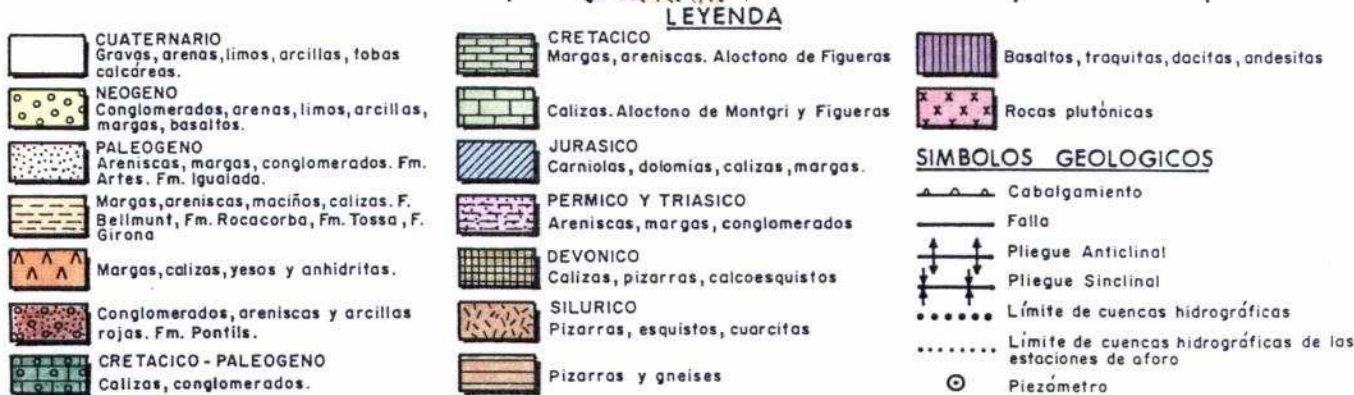 LEYENDA
CUATERNARIO
Gravas, arenas, limos, arcillas, tobas
calcáreas.
NEOGENO
Conglomerados, arenas, limos, arcillas,
margas, basaltos.
PALEOGENO
Areniscas, margas, conglomerados. Fm.
Artes. Fm. Igualada.
Margas, areniscas, maciños, calizas. F.
Bellmunt, Fm. Rocacorba, Fm. Tossa, F.
Girona
Margas, calizas, yesos y anhidritas.
Conglomerados, areniscas y arcillas
rojas. Fm. Pontils.
CRETACICO - PALEOGENO
Calizas, conglomerados.
CRETACICO
Margas, areniscas. Aloctono de Figueras
Calizas. Aloctono de Montgri y Figueras
JURASICO
Carniolas, dolomías, calizas, margas.
PERMICO Y TRIASICO
Areniscas, margas, conglomerados
DEVONICO
Calizas, pizarras, calcoesquistos
SILURICO
Pizarras, esquistos, cuarcitas
Pizarras y gneises
Basaltos, traquitas, dacitas, andesitas
Rocas plutónicas
SIMBOLOS GEOLOGICOS
Cabalgamiento
Falla
Pliegue Anticlinal
Pliegue Sinclinal
Límite de cuencas hidrográficas
Límite de cuencas hidrográficas de las
estaciones de aforo
Piezómetro